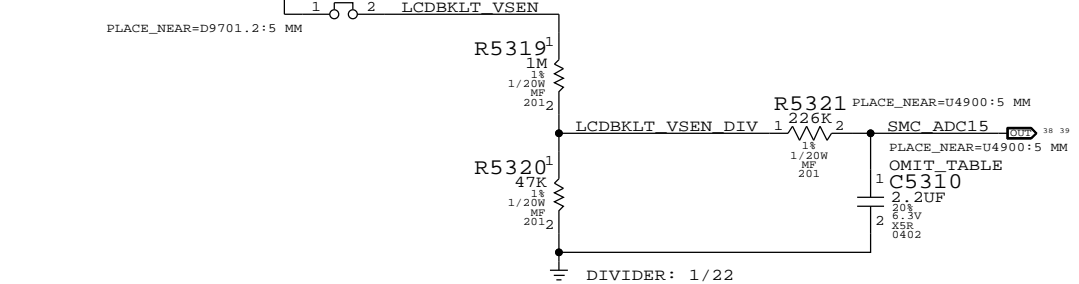 1 2 LCDBKLT_VSEN
PLACE_NEAR=D9701.2:5 MM
R5319 1
1M
1%
1/20W
MF
201 2
R5321 PLACE_NEAR=U4900:5 MM
226K
LCDBKLT_VSEN_DIV 1 2 SMC_ADC15 OUT 38 39
1%
1/20W
MF
201
PLACE_NEAR=U4900:5 MM
OMIT_TABLE
R5320 1
47K
1%
1/20W
MF
201 2
1 C5310
2.2UF
20%
2 6.3V
X5R
0402
DIVIDER: 1/22